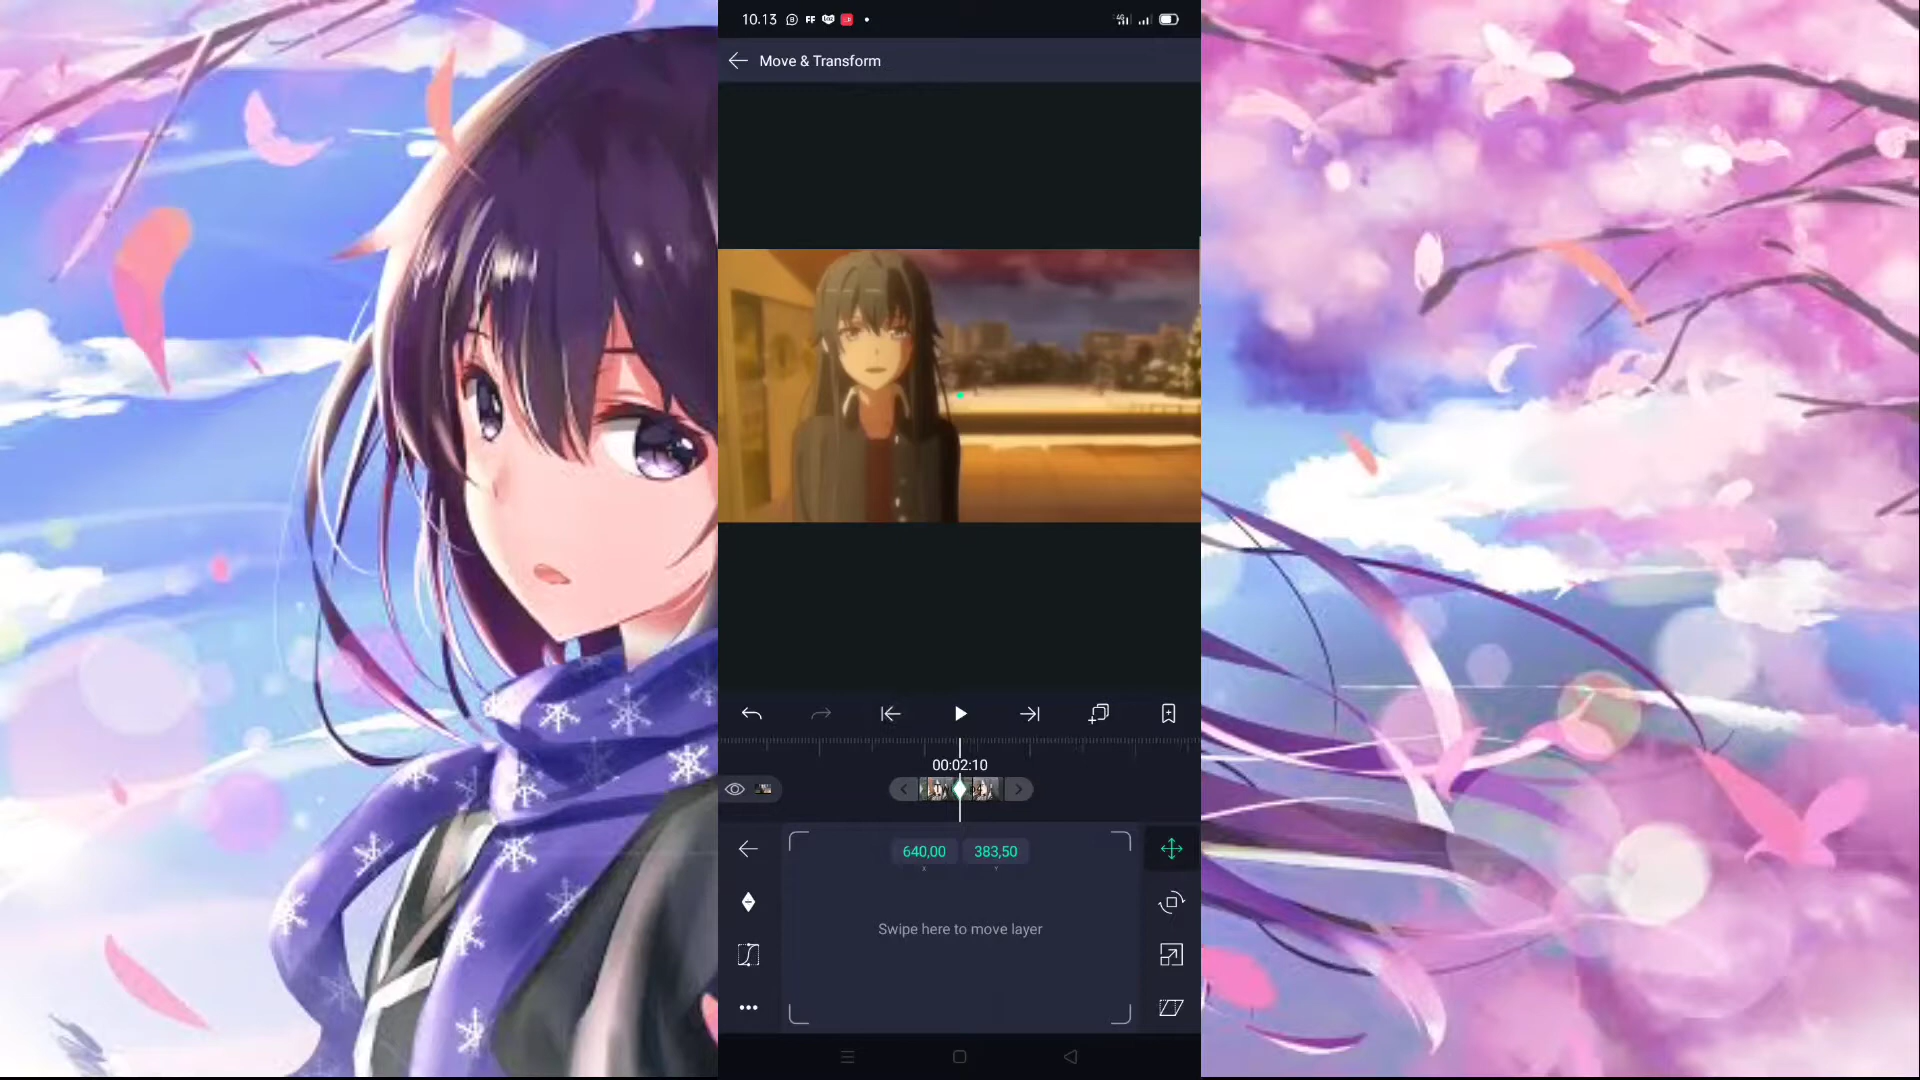 10.13
Move & Transform
00:02:10
640,00 383,50
X Y
Swipe here to move layer